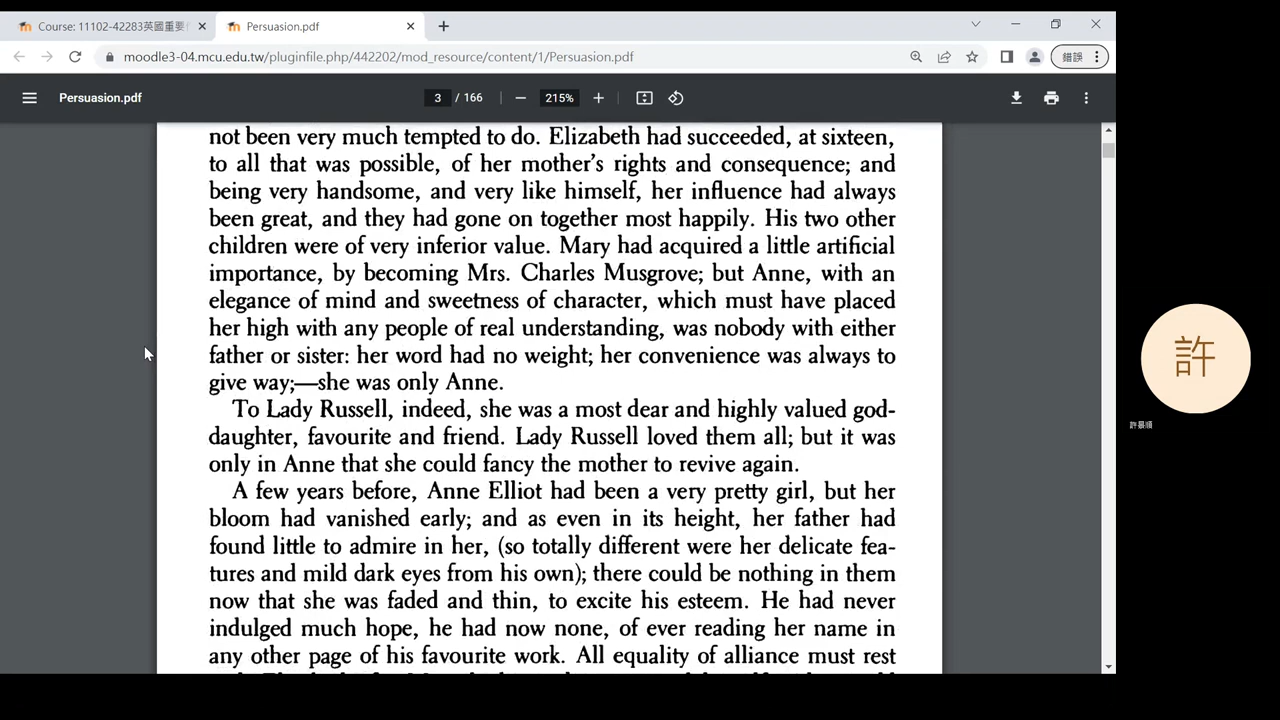 Course: 11102-42283英國重要
Persuasion.pdf
moodle3-04.mcu.edu.tw/pluginfile.php/442202/mod_resource/content/1/Persuasion.pdf
錯誤
Persuasion.pdf
3 / 166
215%
not been very much tempted to do. Elizabeth had succeeded, at sixteen,
to all that was possible, of her mother's rights and consequence; and
being very handsome, and very like himself, her influence had always
been great, and they had gone on together most happily. His two other
children were of very inferior value. Mary had acquired a little artificial
importance, by becoming Mrs. Charles Musgrove; but Anne, with an
elegance of mind and sweetness of character, which must have placed
her high with any people of real understanding, was nobody with either
father or sister: her word had no weight; her convenience was always to
give way;—she was only Anne.
To Lady Russell, indeed, she was a most dear and highly valued god-
daughter, favourite and friend. Lady Russell loved them all; but it was
only in Anne that she could fancy the mother to revive again.
A few years before, Anne Elliot had been a very pretty girl, but her
bloom had vanished early; and as even in its height, her father had
found little to admire in her, (so totally different were her delicate fea-
tures and mild dark eyes from his own); there could be nothing in them
now that she was faded and thin, to excite his esteem. He had never
indulged much hope, he had now none, of ever reading her name in
any other page of his favourite work. All equality of alliance must rest
許
許景順